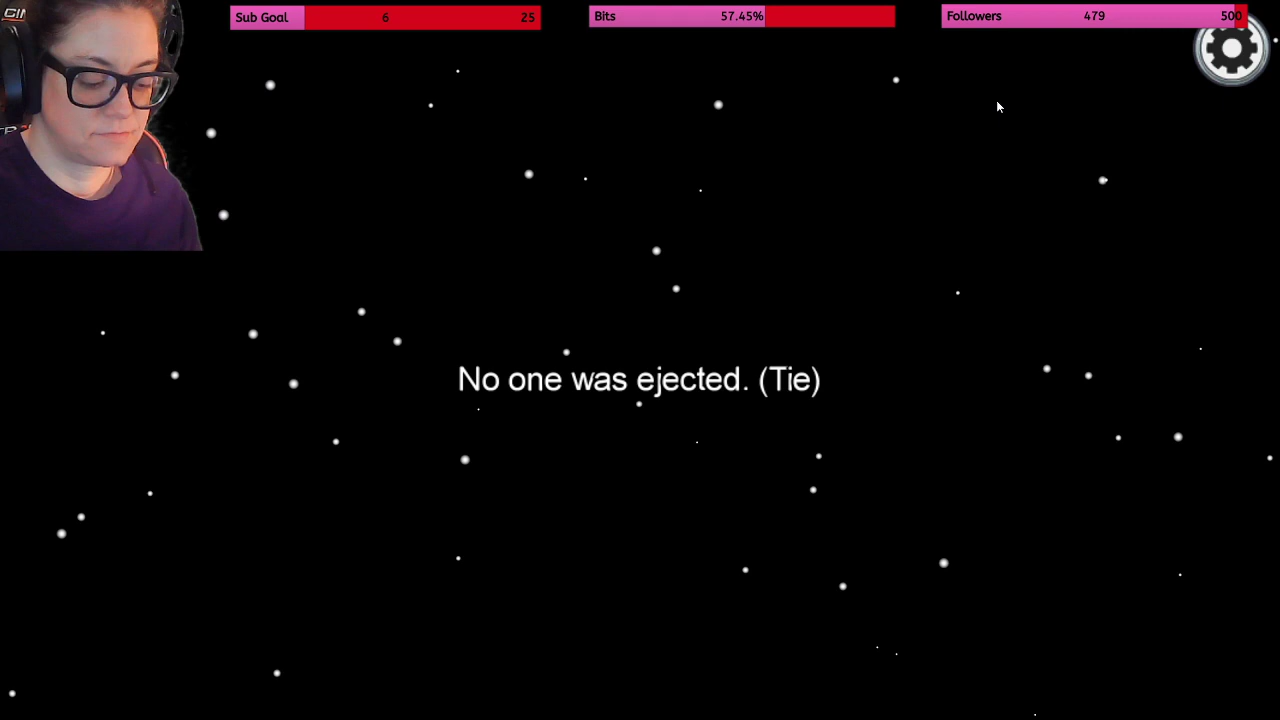 Sub Goal 6 25
Bits 57.45%
Followers 479 500
No one was ejected. (Tie)